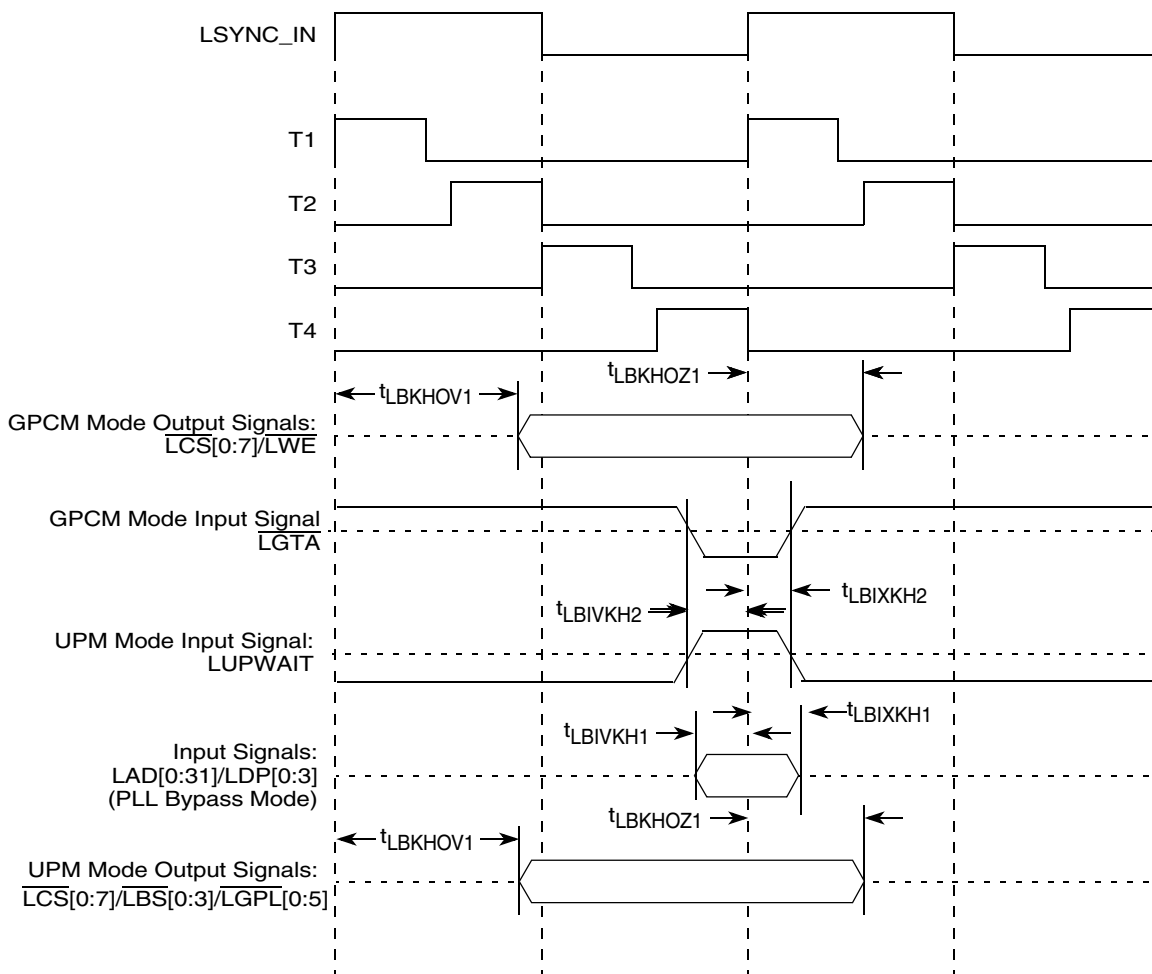 LSYNC_IN
T1
T2
T3
T4
tLBKHOZ1
tLBKHOV1
GPCM Mode Output Signals:
LCS[0:7]/LWE
GPCM Mode Input Signal
LGTA
tLBIXKH2
tLBIVKH2
UPM Mode Input Signal:
LUPWAIT
tLBIXKH1
tLBIVKH1
Input Signals:
LAD[0:31]/LDP[0:3]
(PLL Bypass Mode)
tLBKHOZ1
tLBKHOV1
UPM Mode Output Signals:
LCS[0:7]/LBS[0:3]/LGPL[0:5]